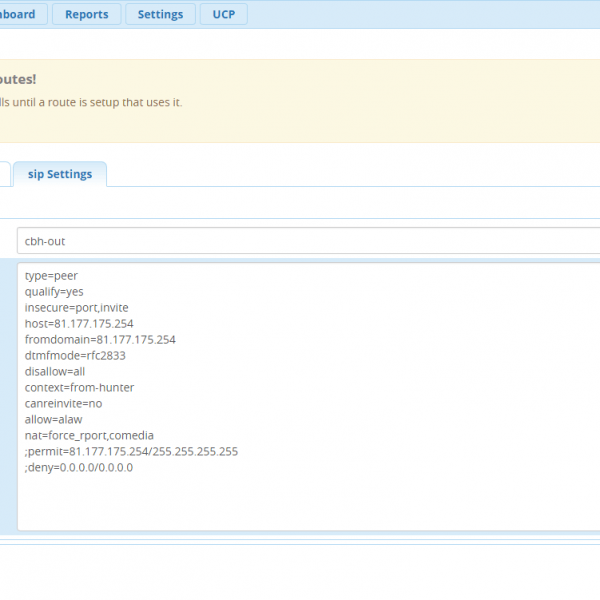 board Reports Settings UCP
outes!
lls until a route is setup that uses it.
sip Settings
cbh-out
type=peer
qualify=yes
insecure=port,invite
host=81.177.175.254
fromdomain=81.177.175.254
dtmfmode=rfc2833
disallow=all
context=from-hunter
canreinvite=no
allow=alaw
nat=force_rport,comedia
;permit=81.177.175.254/255.255.255.255
;deny=0.0.0.0/0.0.0.0